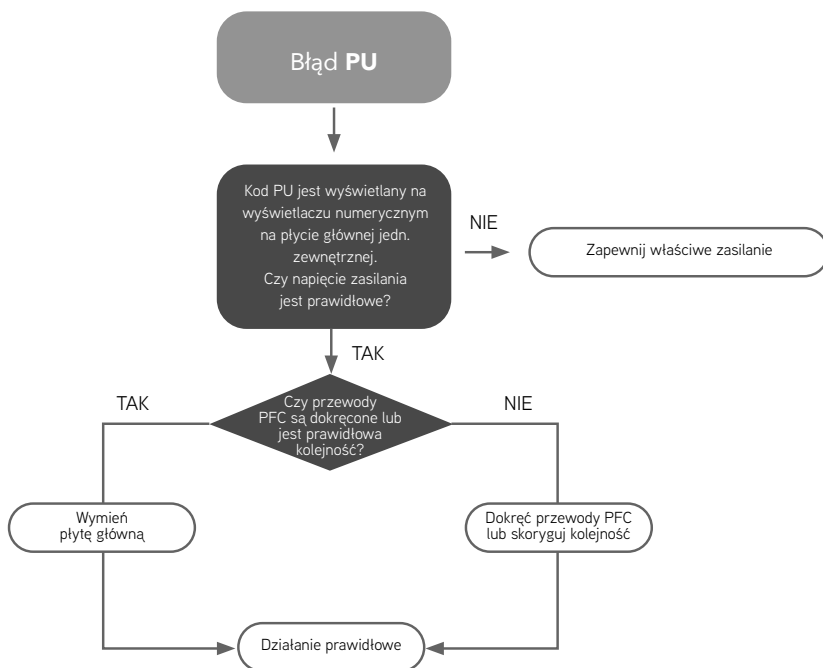 Błąd PU
Kod PU jest wyświetlany na
wyświetlaczu numerycznym
na płycie głównej jedn.
zewnętrznej.
Czy napięcie zasilania
jest prawidłowe?
NIE
Zapewnij właściwe zasilanie
TAK
Czy przewody
PFC są dokręcone lub
jest prawidłowa
kolejność?
TAK
NIE
Wymień
płytę główną
Dokręć przewody PFC
lub skoryguj kolejność
Działanie prawidłowe